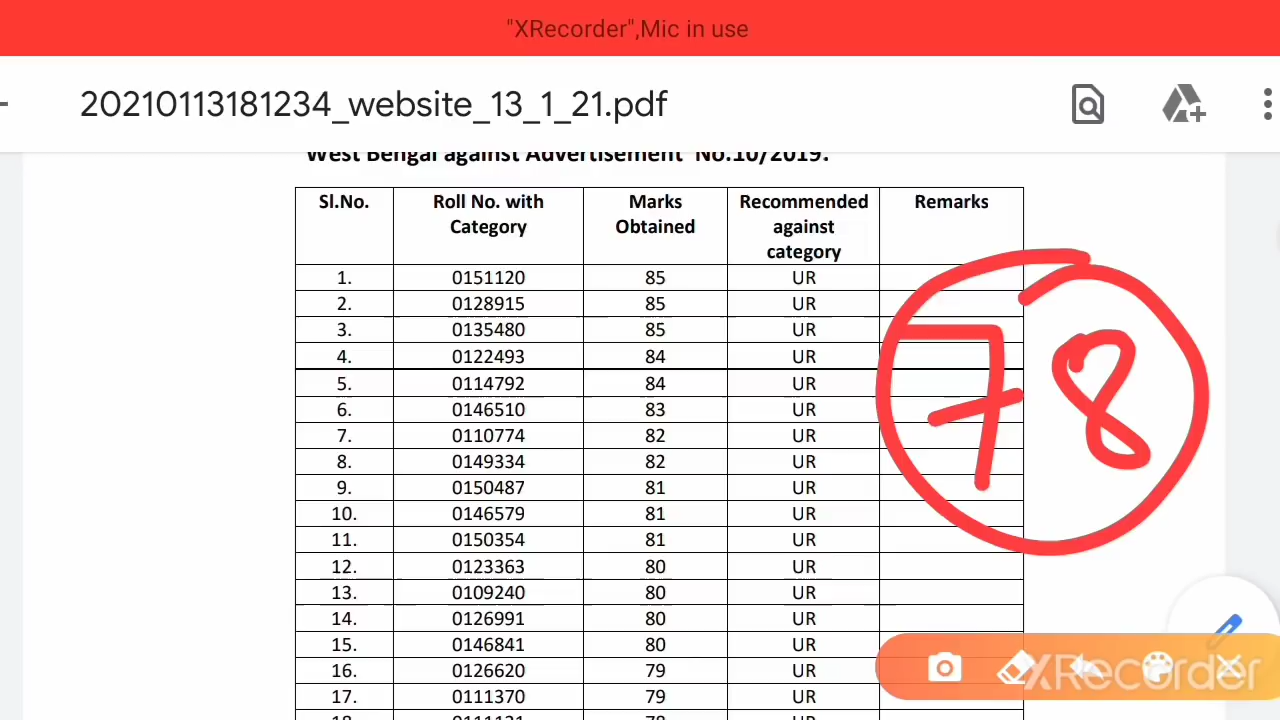 "XRecorder",Mic in use
20210113181234_website_13_1_21.pdf
West Bengal against Advertisement No.10/2019.
Sl.No. Roll No. with Category Marks Obtained Recommended against category Remarks
1. 0151120 85 UR
2. 0128915 85 UR
3. 0135480 85 UR
4. 0122493 84 UR
5. 0114792 84 UR
6. 0146510 83 UR
7. 0110774 82 UR
8. 0149334 82 UR
9. 0150487 81 UR
10. 0146579 81 UR
11. 0150354 81 UR
12. 0123363 80 UR
13. 0109240 80 UR
14. 0126991 80 UR
15. 0146841 80 UR
16. 0126620 79 UR
17. 0111370 79 UR
18. 0111131 78 UR
78
XRecorder